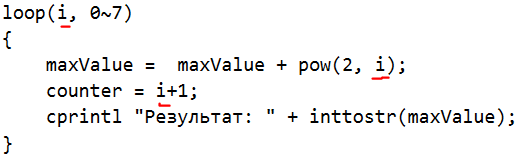 loop(i, 0~7)
{
maxValue =  maxValue + pow(2, i);
counter = i+1;
cprintl "Результат: " + inttostr(maxValue);
}